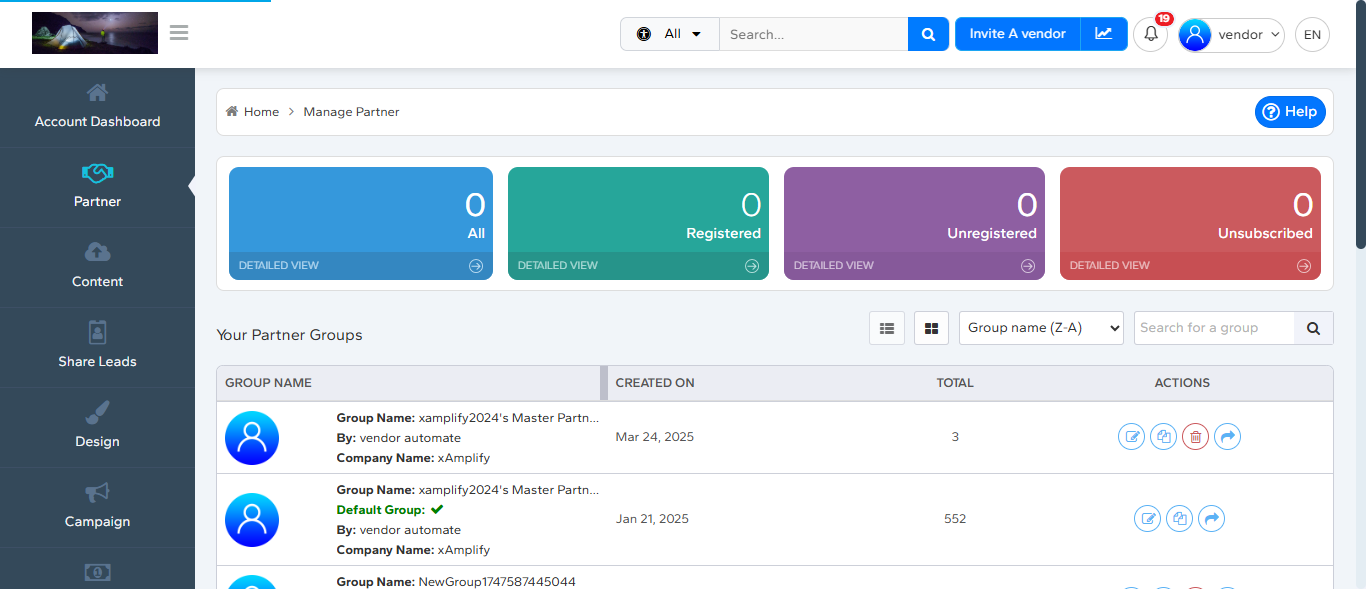 All
Search...
Invite A vendor
19
vendor
EN
Account Dashboard
Partner
Content
Share Leads
Design
Campaign
Home
Manage Partner
Help
0
All
DETAILED VIEW
0
Registered
DETAILED VIEW
0
Unregistered
DETAILED VIEW
0
Unsubscribed
DETAILED VIEW
Your Partner Groups
Group name (Z-A)
Search for a group
GROUP NAME
CREATED ON
TOTAL
ACTIONS
Group Name: xamplify2024's Master Partn...
By: vendor automate
Company Name: xAmplify
Mar 24, 2025
3
Group Name: xamplify2024's Master Partn...
Default Group:
By: vendor automate
Company Name: xAmplify
Jan 21, 2025
552
Group Name: NewGroup1747587445044